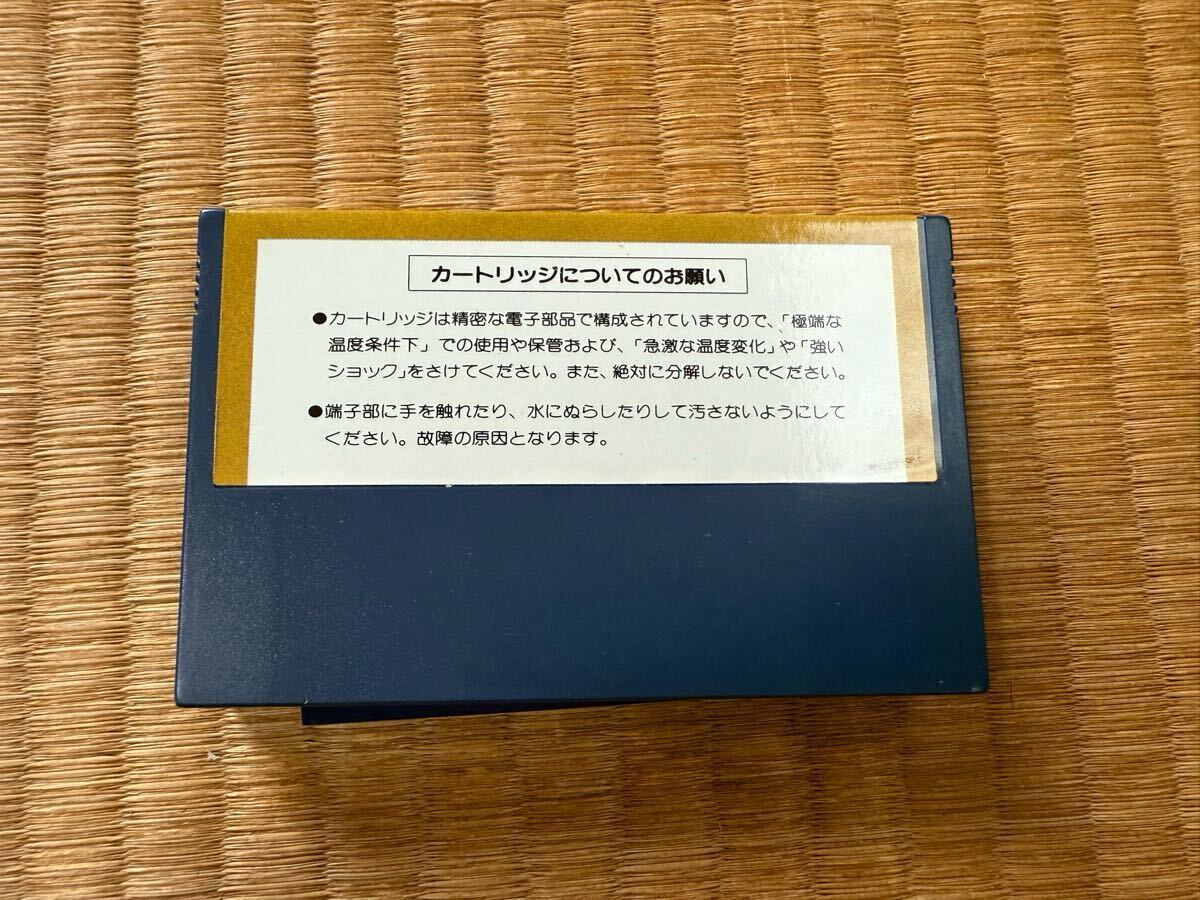 カートリッジについてのお願い
●カートリッジは精密な電子部品で構成されていますので、「極端な
温度条件下」での使用や保管および、「急激な温度変化」や「強い
ショック」をさけてください。また、絶対に分解しないでください。
●端子部に手を触れたり、水にぬらしたりして汚さないようにして
ください。故障の原因となります。